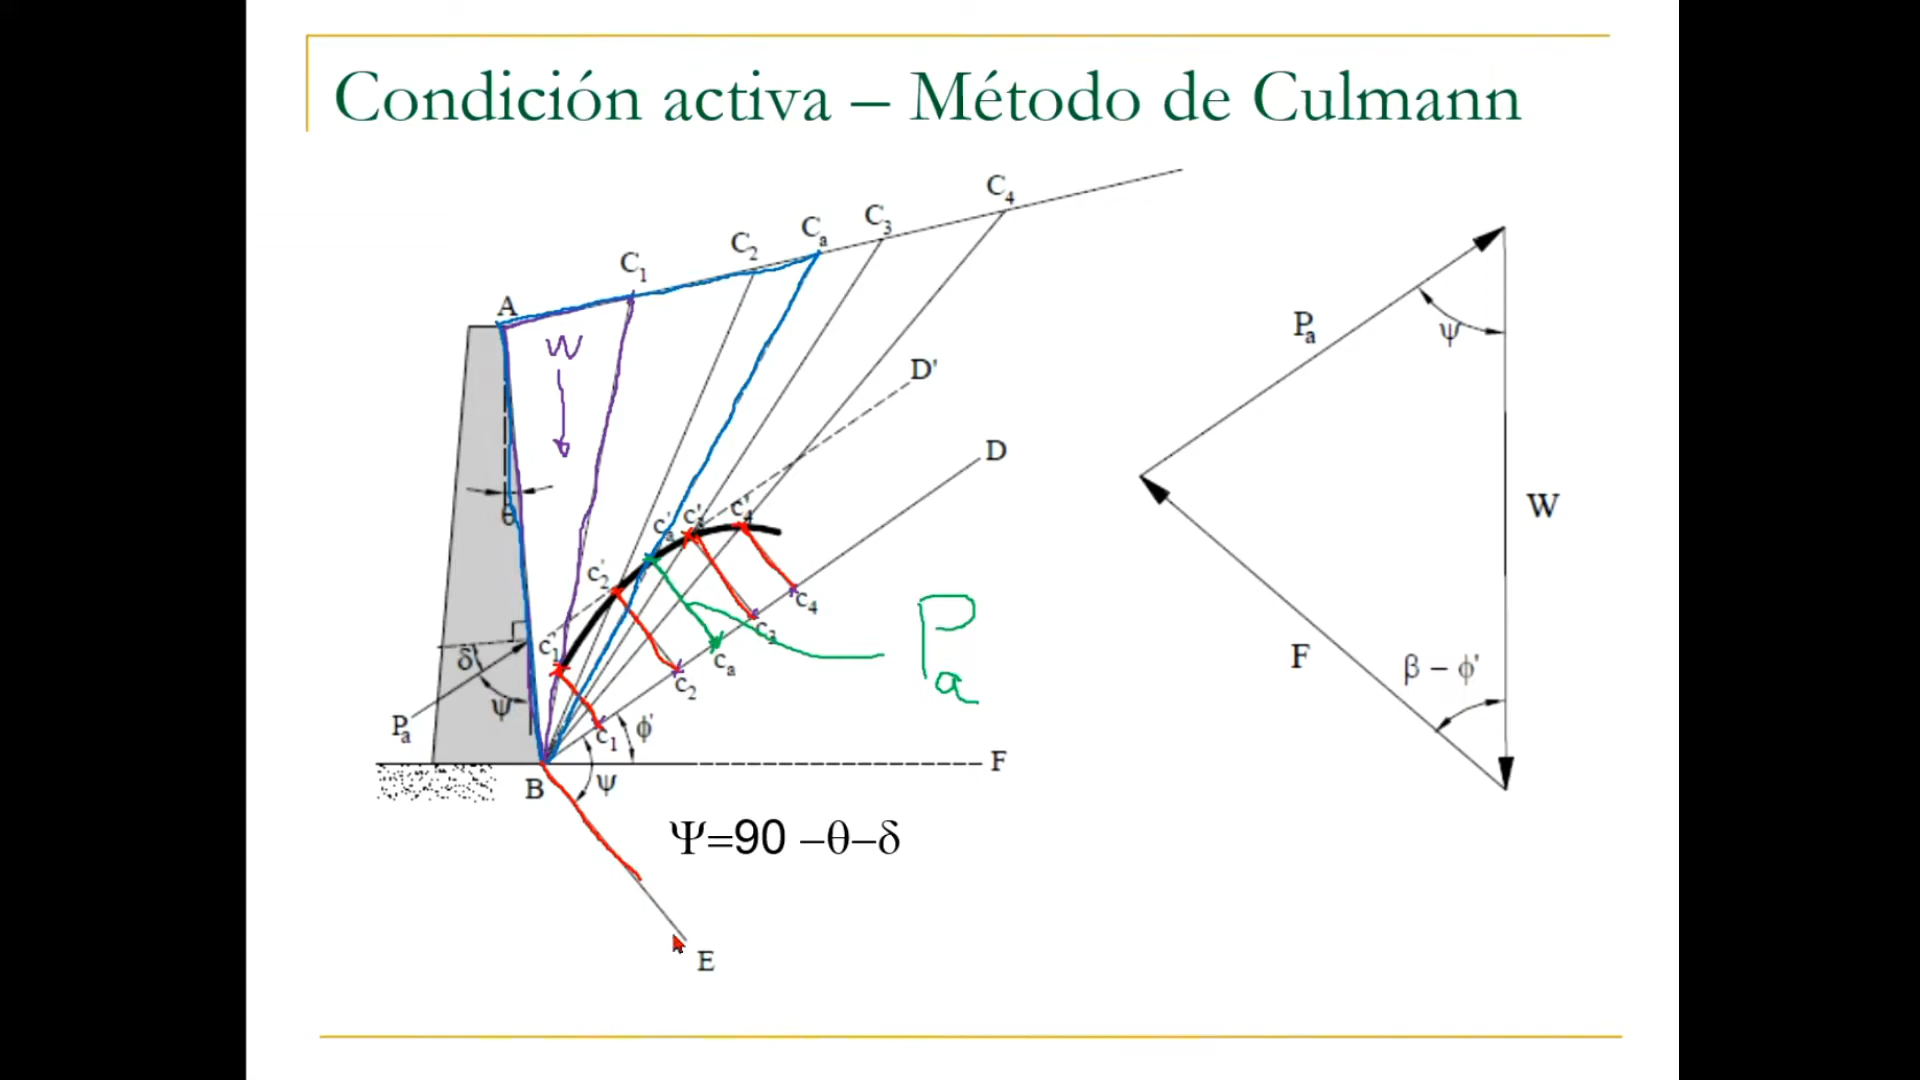 Condición activa – Método de Culmann
C4
C3
Ca
C2
C1
A
W
D'
D
θ
c'4
c'3
c'a
c'2
c'1
c4
c3
ca
c2
c1
δ
ψ
Pa
φ'
ψ
B
F
E
Pa
Ψ=90 –θ–δ
Pa
ψ
W
F
β – φ'